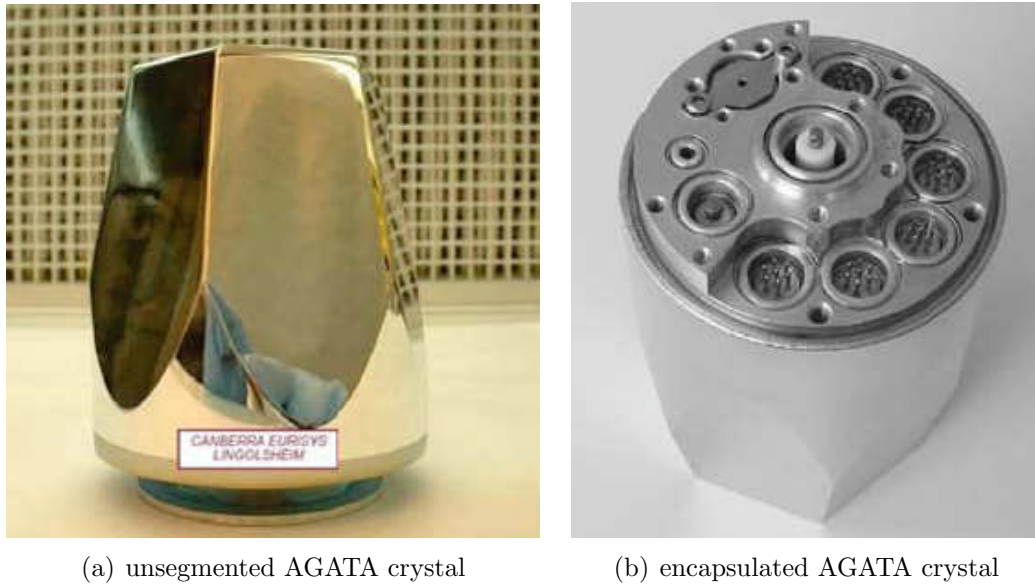 CANBERRA EURISYS
LINGOLSHEIM
(a) unsegmented AGATA crystal
(b) encapsulated AGATA crystal